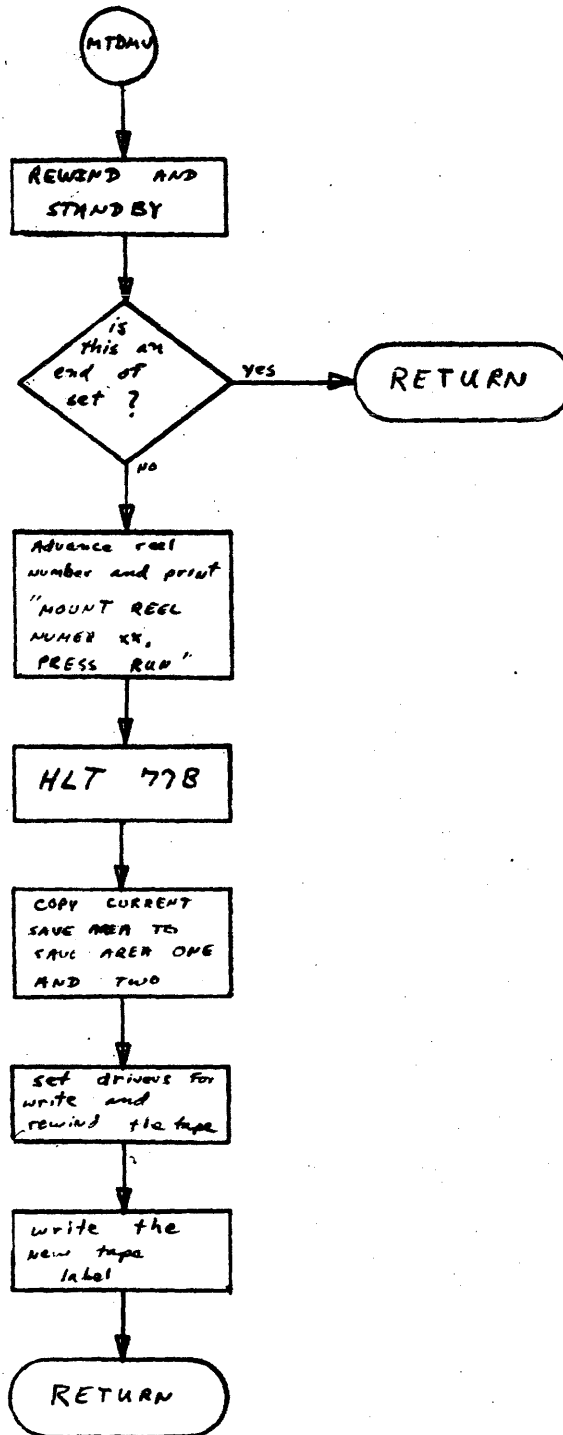 MTDMV
REWIND AND
STANDBY
is
this an
end of
set ?
yes
RETURN
NO
Advance reel
number and print
"MOUNT REEL
NUMER xx,
PRESS RUN"
HLT 77B
COPY CURRENT
SAVE AREA TO
SAVE AREA ONE
AND TWO
set drivers for
write and
rewind the tape
write the
new tape
label
RETURN